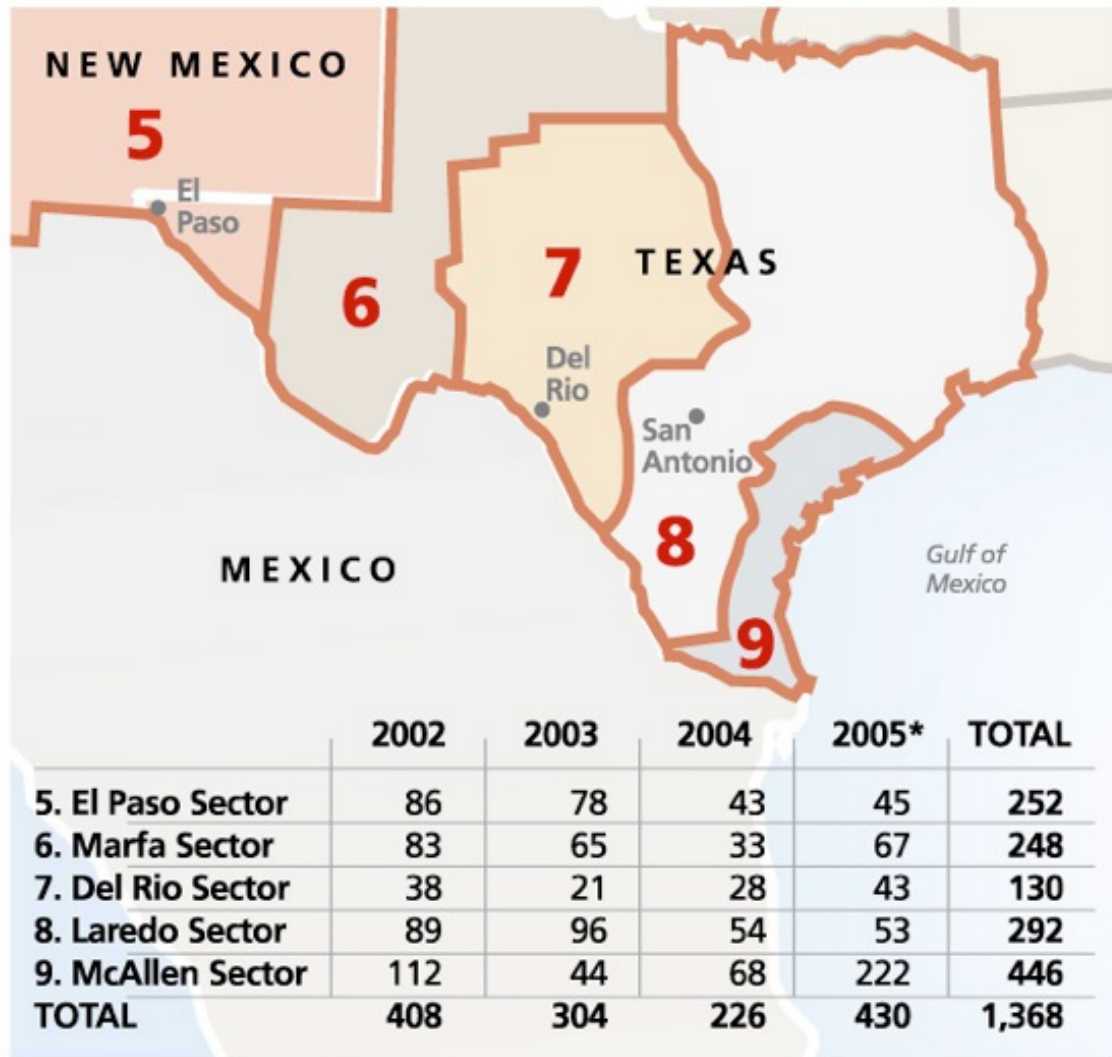 NEW MEXICO
5
El
Paso
6
7
TEXAS
Del
Rio
San
Antonio
8
MEXICO
Gulf of
Mexico
9
2002 2003 2004 2005* TOTAL
5. El Paso Sector 86 78 43 45 252
6. Marfa Sector 83 65 33 67 248
7. Del Rio Sector 38 21 28 43 130
8. Laredo Sector 89 96 54 53 292
9. McAllen Sector 112 44 68 222 446
TOTAL 408 304 226 430 1,368